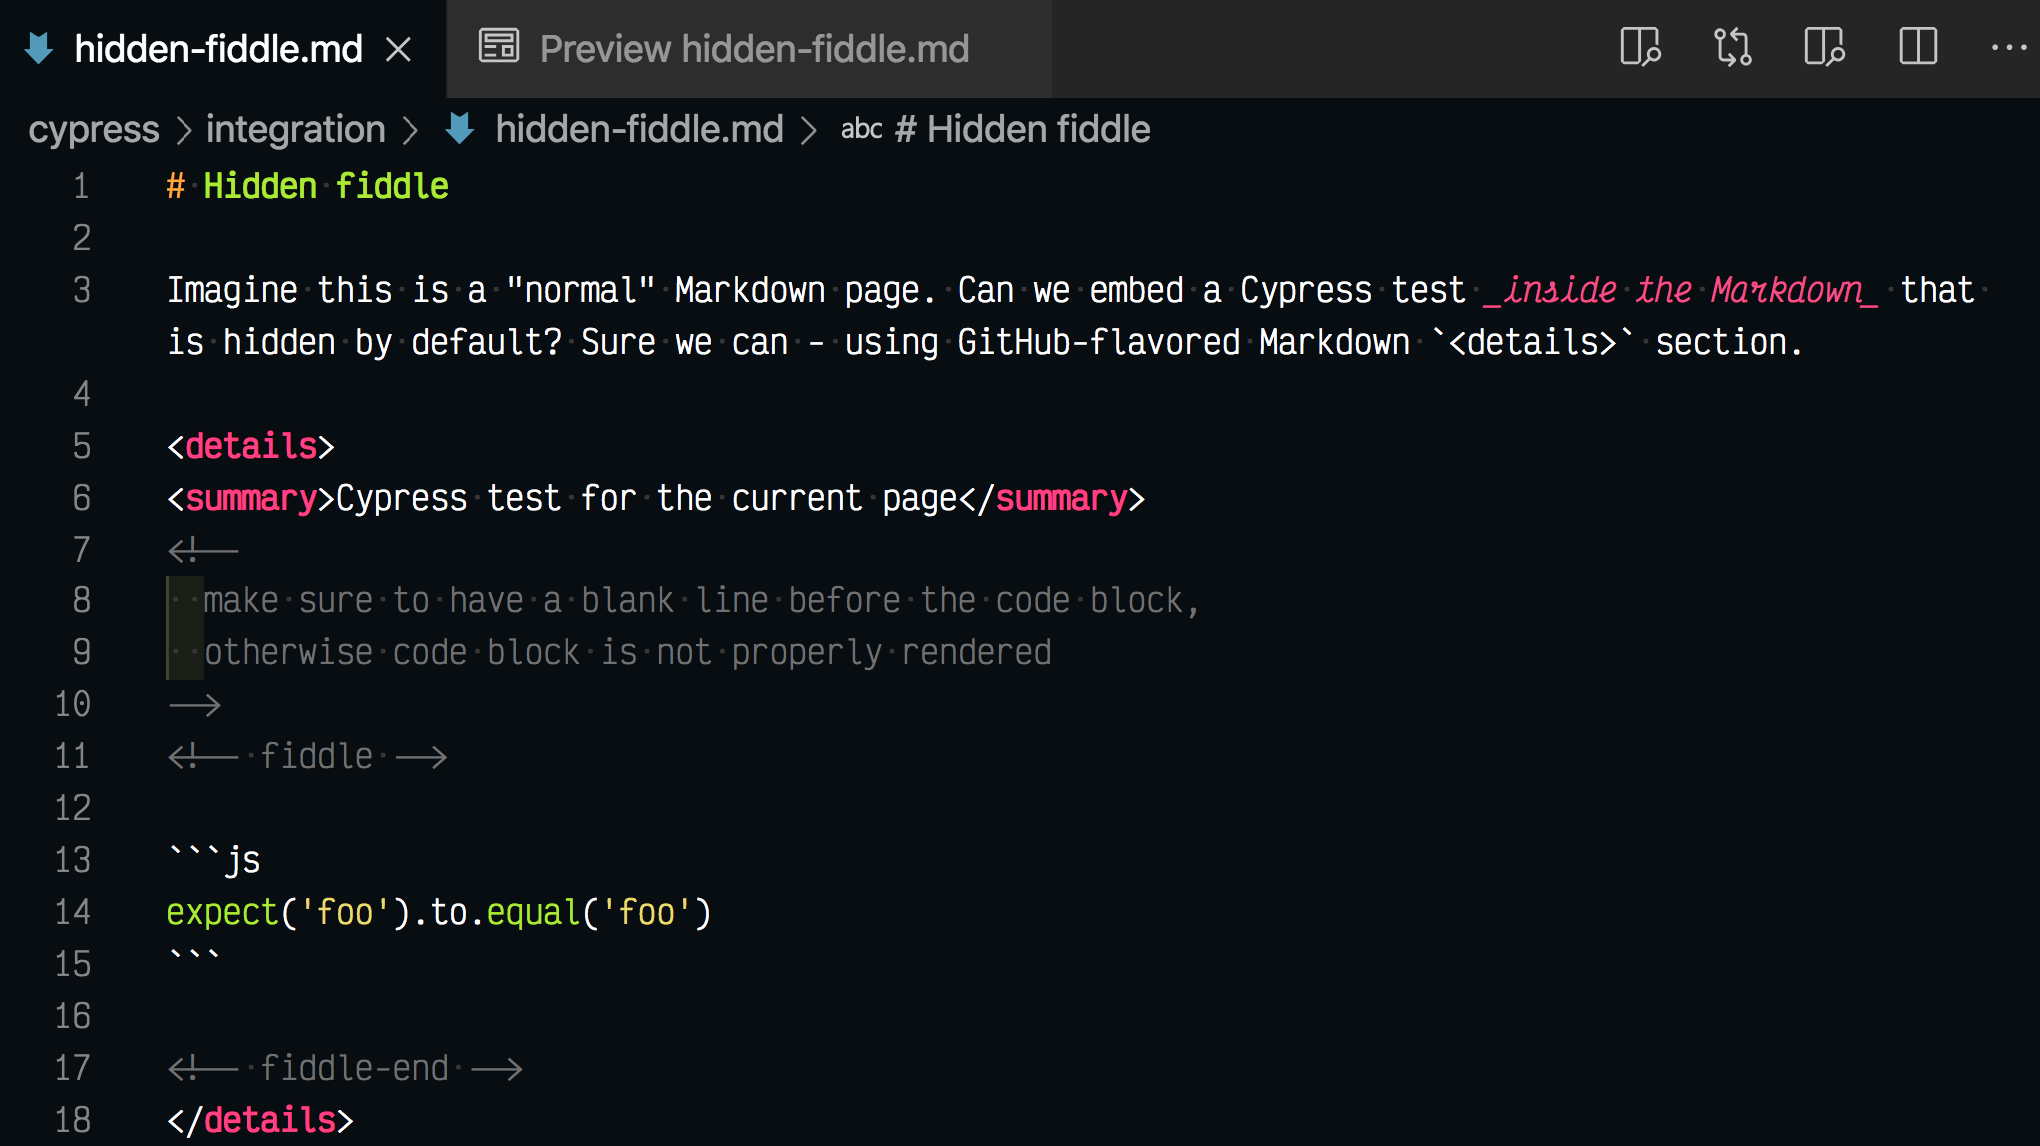 hidden-fiddle.md
Preview hidden-fiddle.md
cypress > integration > hidden-fiddle.md > abc # Hidden fiddle
1 # Hidden fiddle
2
3 Imagine this is a "normal" Markdown page. Can we embed a Cypress test _inside the Markdown_ that
is hidden by default? Sure we can - using GitHub-flavored Markdown `<details>` section.
4
5 <details>
6 <summary>Cypress test for the current page</summary>
7 <!--
8   make sure to have a blank line before the code block,
9   otherwise code block is not properly rendered
10 -->
11 <!-- fiddle -->
12
13 ```js
14 expect('foo').to.equal('foo')
15 ```
16
17 <!-- fiddle-end -->
18 </details>